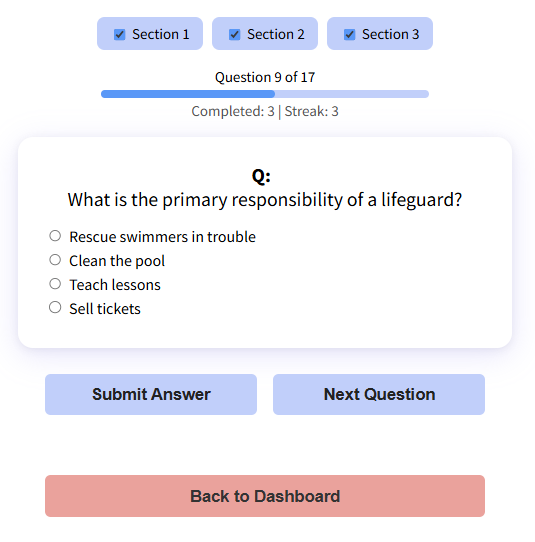 Section 1 Section 2 Section 3
Question 9 of 17
Completed: 3 | Streak: 3
Q:
What is the primary responsibility of a lifeguard?
Rescue swimmers in trouble
Clean the pool
Teach lessons
Sell tickets
Submit Answer Next Question
Back to Dashboard